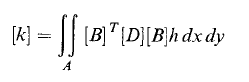 [k] = ∬_A [B]^T [D][B]h dx dy